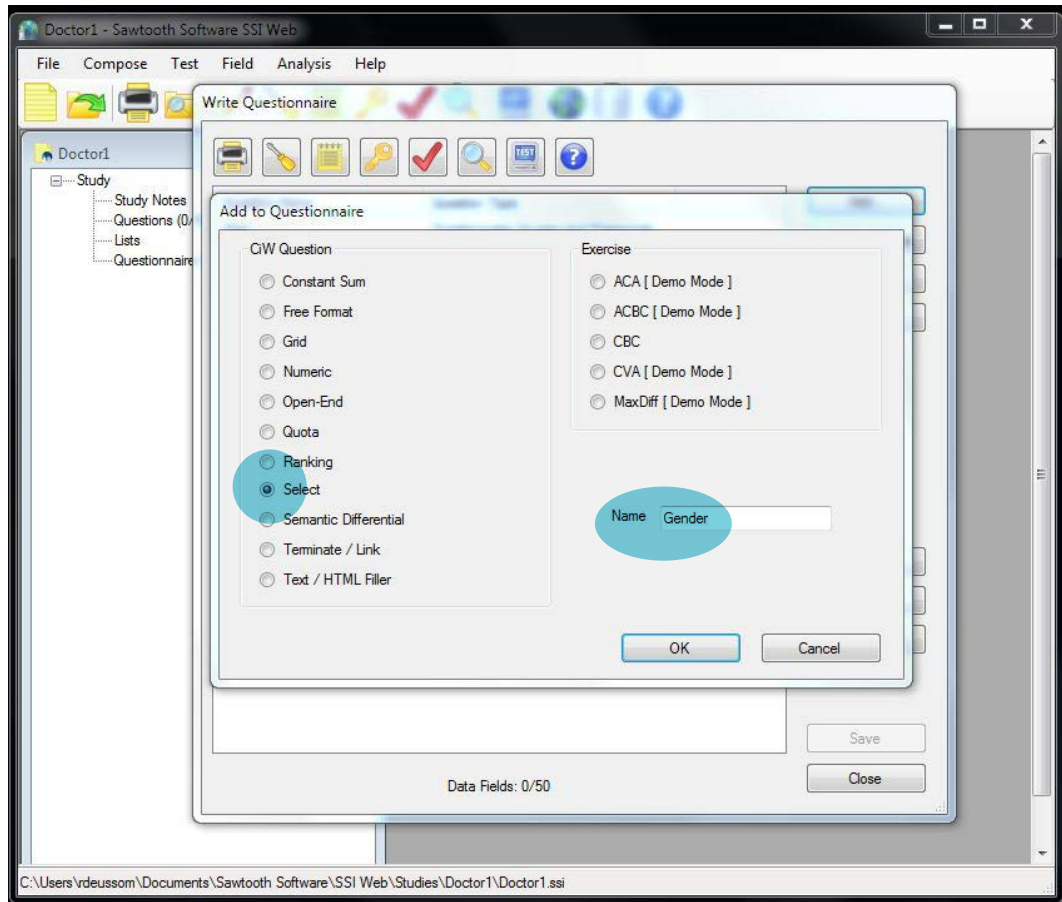 Doctor1 - Sawtooth Software SSI Web
File Compose Test Field Analysis Help
Write Questionnaire
TEST
Doctor1
Study
Study Notes
Questions (0/
Lists
Questionnaire
Add to Questionnaire
CiW Question
Constant Sum
Free Format
Grid
Numeric
Open-End
Quota
Ranking
Select
Semantic Differential
Terminate / Link
Text / HTML Filler
Exercise
ACA [ Demo Mode ]
ACBC [ Demo Mode ]
CBC
CVA [ Demo Mode ]
MaxDiff [ Demo Mode ]
Name Gender
OK Cancel
Save
Data Fields: 0/50
Close
C:\Users\rdeussom\Documents\Sawtooth Software\SSI Web\Studies\Doctor1\Doctor1.ssi